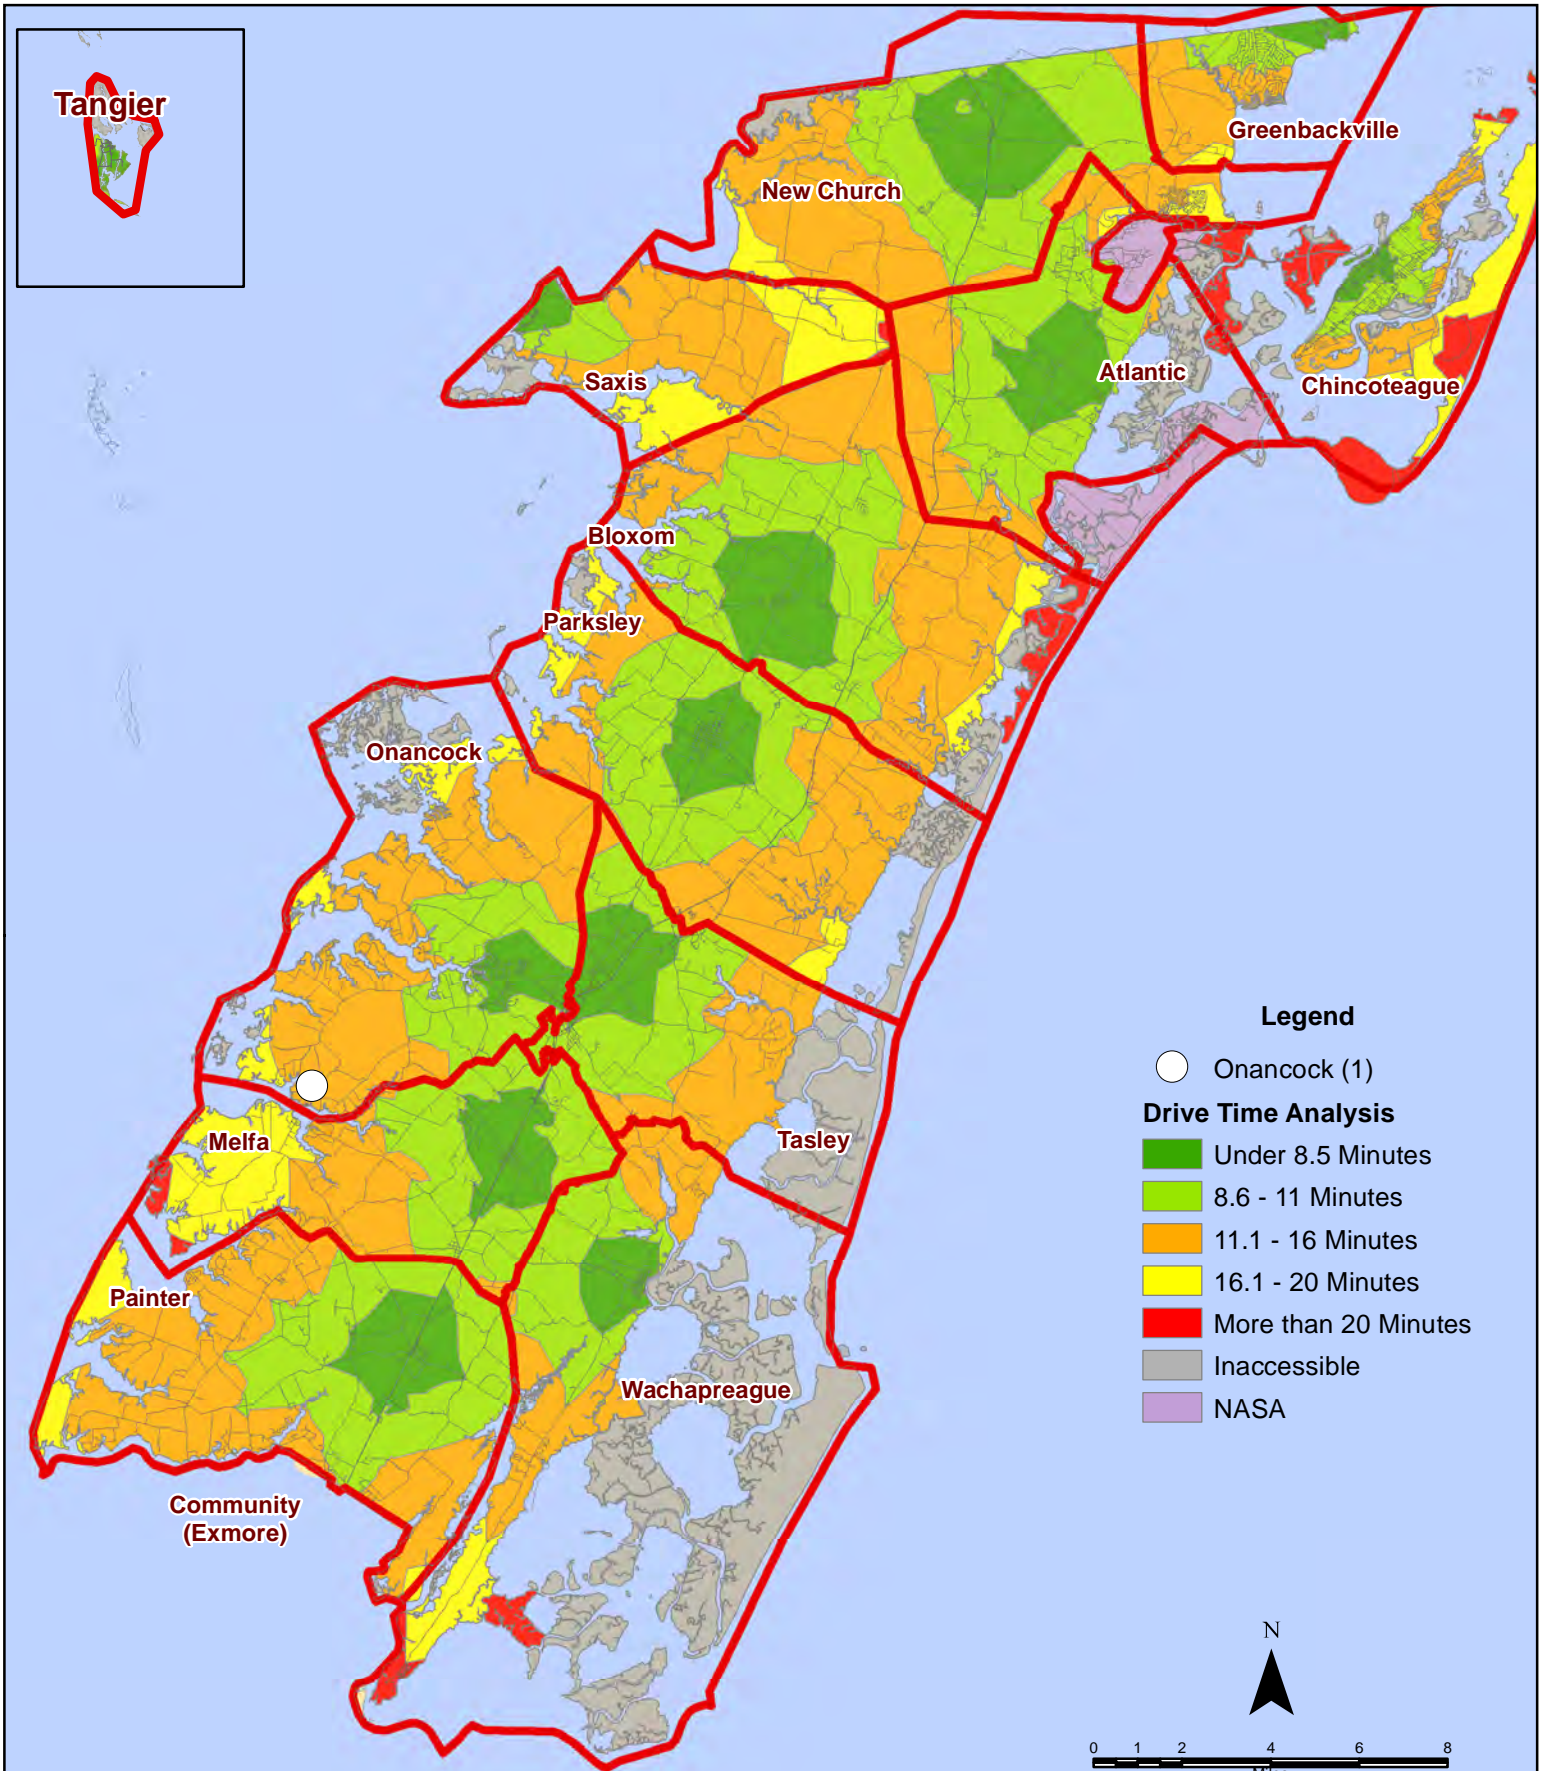 Tangier
Greenbackville
New Church
Saxis
Atlantic
Chincoteague
Bloxom
Parksley
Onancock
Melfa
Tasley
Painter
Wachapreague
Community
(Exmore)
Legend
Onancock (1)
Drive Time Analysis
Under 8.5 Minutes
8.6 - 11 Minutes
11.1 - 16 Minutes
16.1 - 20 Minutes
More than 20 Minutes
Inaccessible
NASA
N
0 1 2 4 6 8